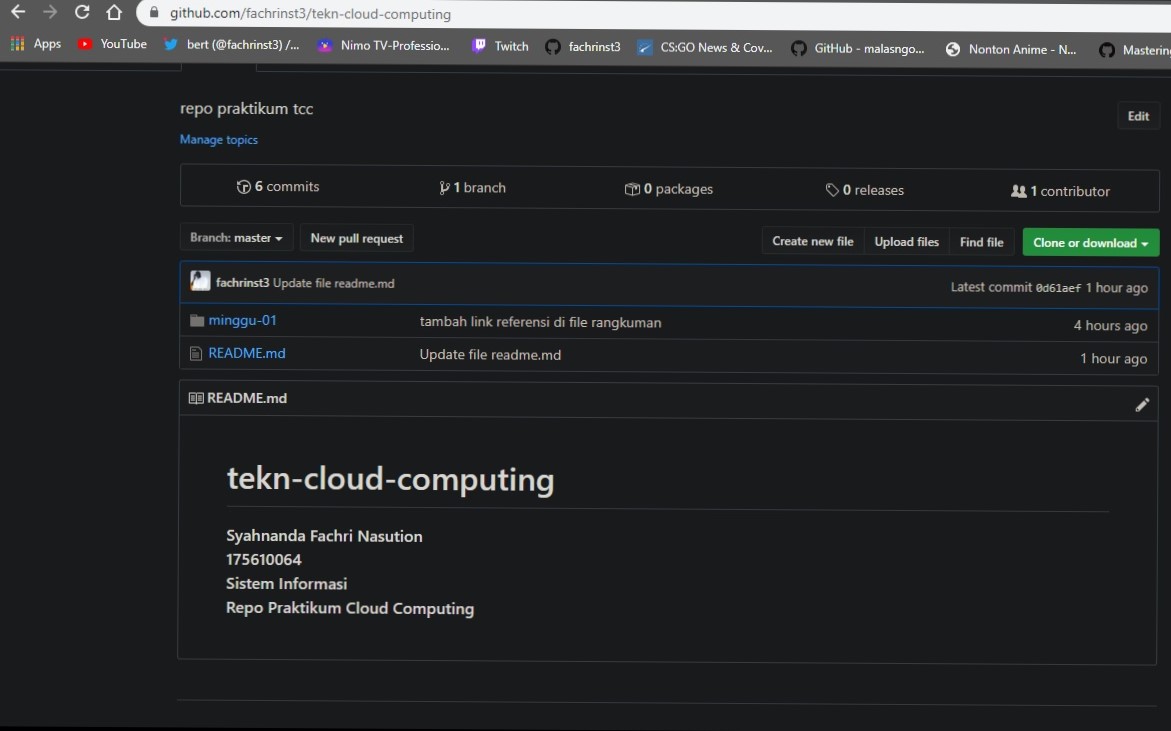 github.com/fachrinst3/tekn-cloud-computing
Apps YouTube bert (@fachrinst3) /... Nimo TV-Professio... Twitch fachrinst3 CS:GO News & Cov... GitHub - malasngo... Nonton Anime - N... Mastering
repo praktikum tcc Edit
Manage topics
6 commits 1 branch 0 packages 0 releases 1 contributor
Branch: master New pull request Create new file Upload files Find file Clone or download
fachrinst3 Update file readme.md Latest commit 0d61aef 1 hour ago
minggu-01 tambah link referensi di file rangkuman 4 hours ago
README.md Update file readme.md 1 hour ago
README.md
tekn-cloud-computing
Syahnanda Fachri Nasution
175610064
Sistem Informasi
Repo Praktikum Cloud Computing